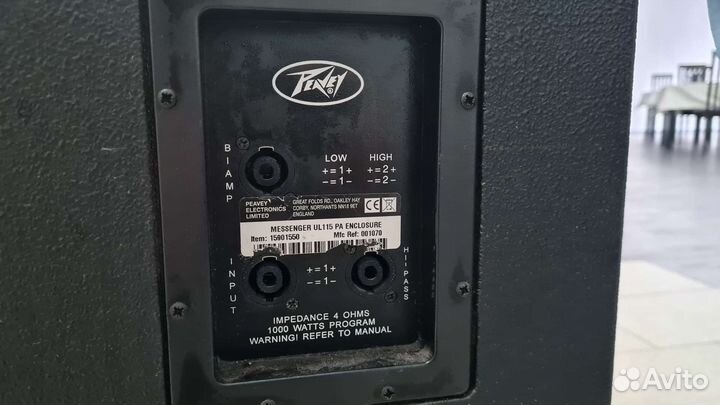 PEAVEY
BIAMP
LOW HIGH
+=1+ +=2+
-=1- -=2-
PEAVEY ELECTRONICS LIMITED
GREAT FOLDS RD., OAKLEY HAY
CORBY, NORTHANTS NN18 9ET
ENGLAND
CE
MESSENGER UL115 PA ENCLOSURE
Item: 15901550 Mfc Ref: 001070
INPUT
+=1+
-=1-
HI-PASS
IMPEDANCE 4 OHMS
1000 WATTS PROGRAM
WARNING! REFER TO MANUAL
Avito